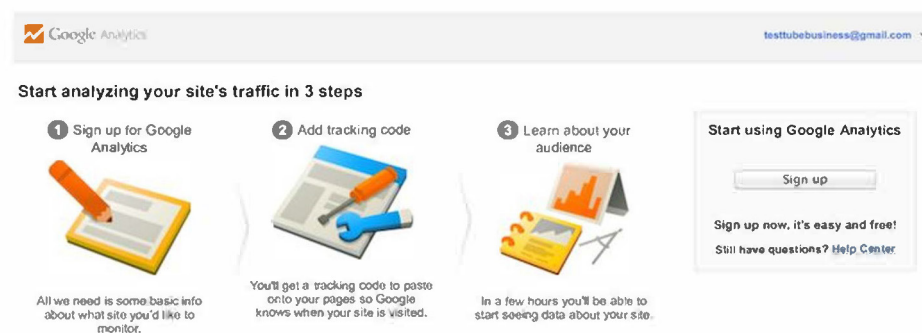 Google Analytics
testtubebusiness@gmail.com
Start analyzing your site's traffic in 3 steps
1 Sign up for Google
Analytics
All we need is some basic info
about what site you'd like to
monitor.
2 Add tracking code
You'll get a tracking code to paste
onto your pages so Google
knows when your site is visited.
3 Learn about your
audience
In a few hours you'll be able to
start seeing data about your site.
Start using Google Analytics
Sign up
Sign up now, it's easy and free!
Still have questions? Help Center